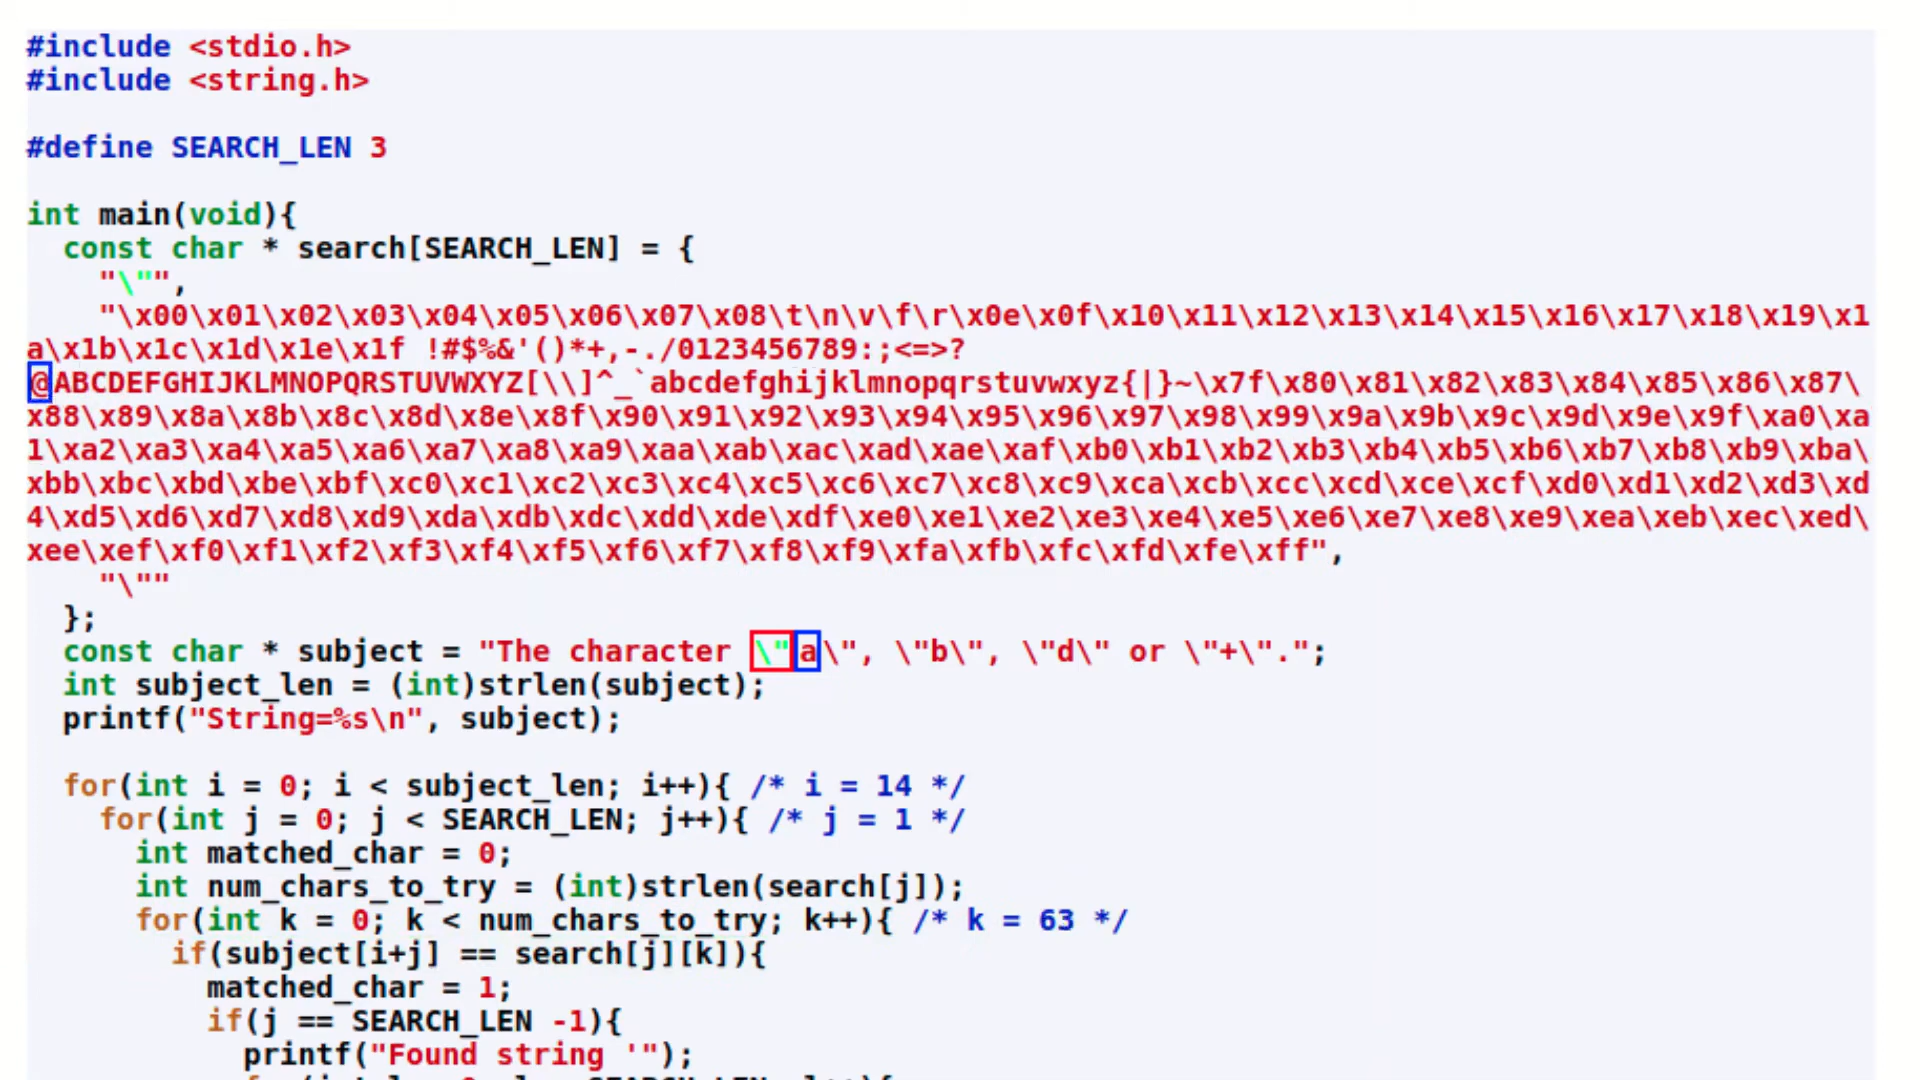 #include <stdio.h>
#include <string.h>

#define SEARCH_LEN 3

int main(void){
  const char * search[SEARCH_LEN] = {
    "\"",
    "\x00\x01\x02\x03\x04\x05\x06\x07\x08\t\n\v\f\r\x0e\x0f\x10\x11\x12\x13\x14\x15\x16\x17\x18\x19\x1
a\x1b\x1c\x1d\x1e\x1f !#$%&'()*+,-./0123456789:;<=>?
@ABCDEFGHIJKLMNOPQRSTUVWXYZ[\\]^_`abcdefghijklmnopqrstuvwxyz{|}~\x7f\x80\x81\x82\x83\x84\x85\x86\x87\
x88\x89\x8a\x8b\x8c\x8d\x8e\x8f\x90\x91\x92\x93\x94\x95\x96\x97\x98\x99\x9a\x9b\x9c\x9d\x9e\x9f\xa0\xa
1\xa2\xa3\xa4\xa5\xa6\xa7\xa8\xa9\xaa\xab\xac\xad\xae\xaf\xb0\xb1\xb2\xb3\xb4\xb5\xb6\xb7\xb8\xb9\xba\
xbb\xbc\xbd\xbe\xbf\xc0\xc1\xc2\xc3\xc4\xc5\xc6\xc7\xc8\xc9\xca\xcb\xcc\xcd\xce\xcf\xd0\xd1\xd2\xd3\xd
4\xd5\xd6\xd7\xd8\xd9\xda\xdb\xdc\xdd\xde\xdf\xe0\xe1\xe2\xe3\xe4\xe5\xe6\xe7\xe8\xe9\xea\xeb\xec\xed\
xee\xef\xf0\xf1\xf2\xf3\xf4\xf5\xf6\xf7\xf8\xf9\xfa\xfb\xfc\xfd\xfe\xff",
    "\""
  };
  const char * subject = "The character \"a\", \"b\", \"d\" or \"+\".";
  int subject_len = (int)strlen(subject);
  printf("String=%s\n", subject);

  for(int i = 0; i < subject_len; i++){ /* i = 14 */
    for(int j = 0; j < SEARCH_LEN; j++){ /* j = 1 */
      int matched_char = 0;
      int num_chars_to_try = (int)strlen(search[j]);
      for(int k = 0; k < num_chars_to_try; k++){ /* k = 63 */
        if(subject[i+j] == search[j][k]){
          matched_char = 1;
          if(j == SEARCH_LEN -1){
            printf("Found string '");